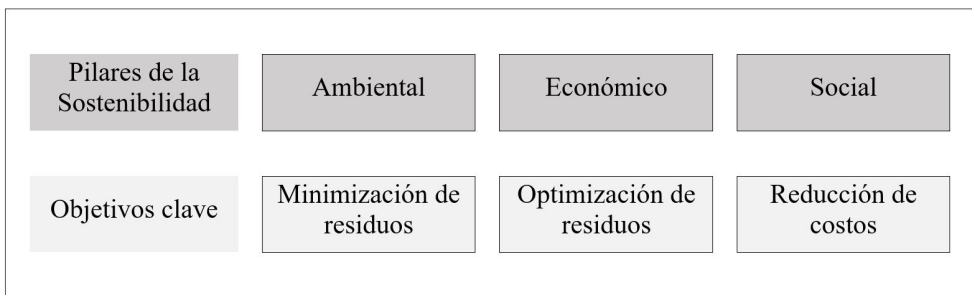 Pilares de la
Sostenibilidad
Ambiental
Económico
Social
Objetivos clave
Minimización de
residuos
Optimización de
residuos
Reducción de
costos